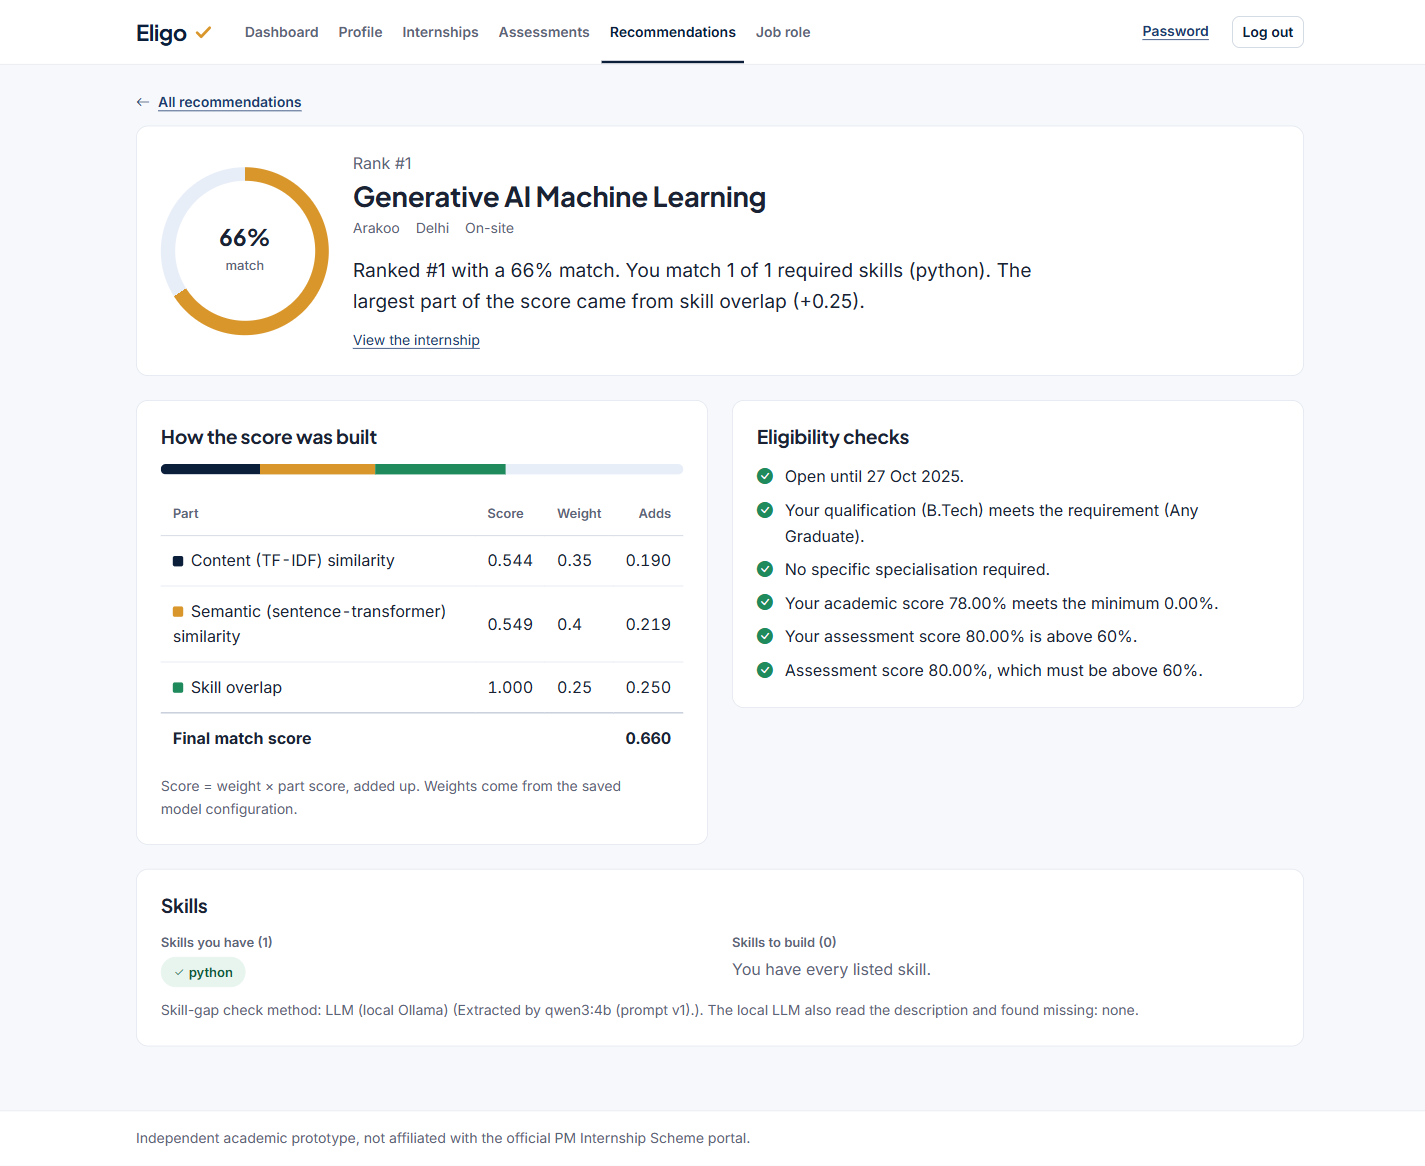 Eligo
Dashboard Profile Internships Assessments Recommendations Job role Password Log out
← All recommendations
66%
match
Rank #1
Generative AI Machine Learning
Arakoo Delhi On-site
Ranked #1 with a 66% match. You match 1 of 1 required skills (python). The
largest part of the score came from skill overlap (+0.25).
View the internship
How the score was built
Part Score Weight Adds
Content (TF-IDF) similarity 0.544 0.35 0.190
Semantic (sentence-transformer)
similarity 0.549 0.4 0.219
Skill overlap 1.000 0.25 0.250
Final match score 0.660
Score = weight × part score, added up. Weights come from the saved
model configuration.
Eligibility checks
Open until 27 Oct 2025.
Your qualification (B.Tech) meets the requirement (Any
Graduate).
No specific specialisation required.
Your academic score 78.00% meets the minimum 0.00%.
Your assessment score 80.00% is above 60%.
Assessment score 80.00%, which must be above 60%.
Skills
Skills you have (1)
python
Skills to build (0)
You have every listed skill.
Skill-gap check method: LLM (local Ollama) (Extracted by qwen3:4b (prompt v1).). The local LLM also read the description and found missing: none.
Independent academic prototype, not affiliated with the official PM Internship Scheme portal.